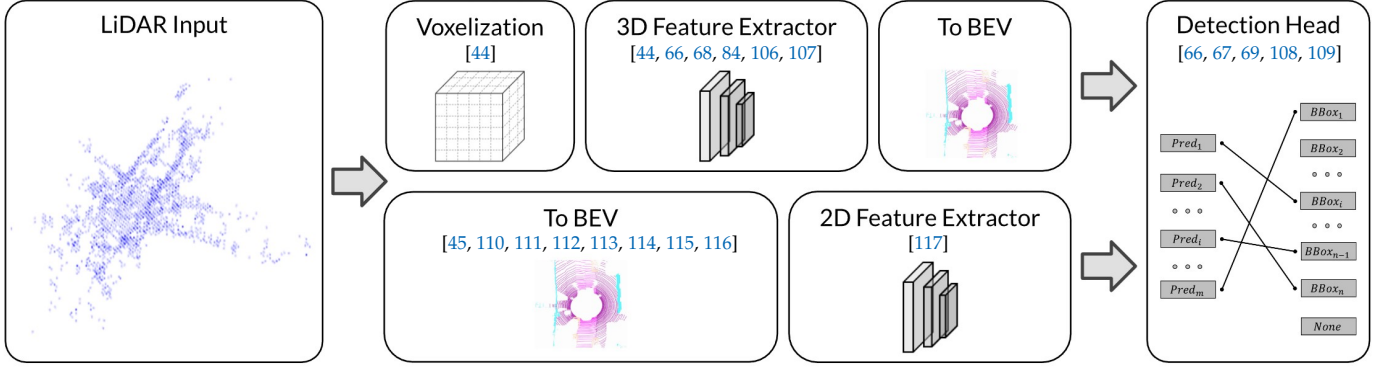 LiDAR Input
Voxelization
[44]
3D Feature Extractor
[44, 66, 68, 84, 106, 107]
To BEV
To BEV
[45, 110, 111, 112, 113, 114, 115, 116]
2D Feature Extractor
[117]
Detection Head
[66, 67, 69, 108, 109]
Pred₁
Pred₂
Predᵢ
Predₘ
BBox₁
BBox₂
BBoxᵢ
BBoxₙ₋₁
BBoxₙ
None